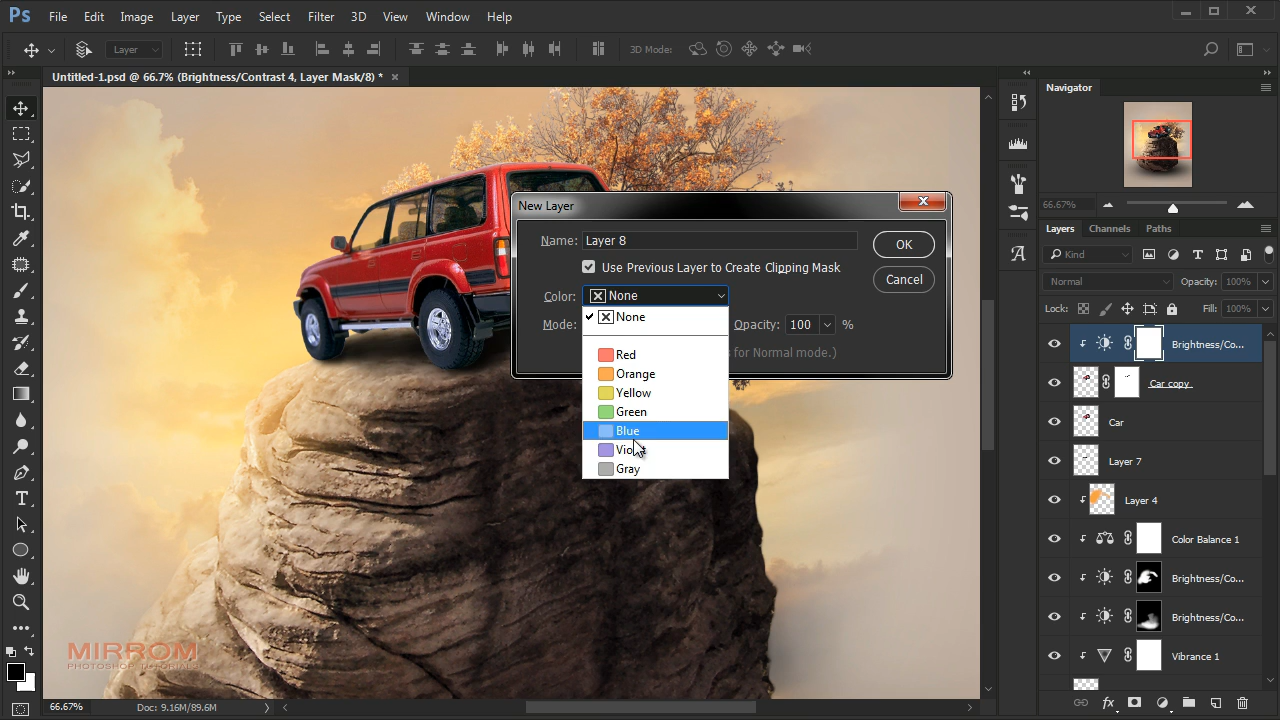 Ps File Edit Image Layer Type Select Filter 3D View Window Help
Layer 3D Mode:
Untitled-1.psd @ 66.7% (Brightness/Contrast 4, Layer Mask/8) *
Navigator
66.67%
Layers Channels Paths
Kind
Normal Opacity: 100%
Lock: Fill: 100%
Brightness/Co...
Car copy
Car
Layer 7
Layer 4
Color Balance 1
Brightness/Co...
Brightness/Co...
Vibrance 1
fx
New Layer
Name: Layer 8
OK
Use Previous Layer to Create Clipping Mask
Cancel
Color: None
Mode: Opacity: 100 %
s for Normal mode.)
None
Red
Orange
Yellow
Green
Blue
Violet
Gray
MIRROM
PHOTOSHOP TUTORIALS
66.67% Doc: 9.16M/89.6M